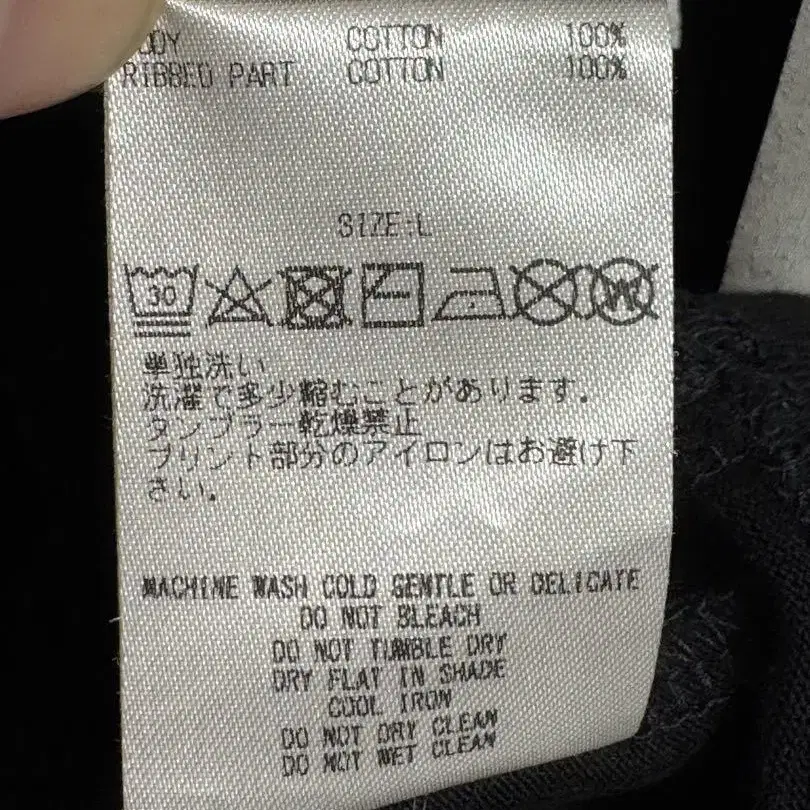 BODY COTTON 100%
RIBBED PART COTTON 100%
SIZE:L
30 W
単独洗い
洗濯で多少縮むことがあります.
タンブラー乾燥禁止
プリント部分のアイロンはお避け下
さい.
MACHINE WASH COLD GENTLE OR DELICATE
DO NOT BLEACH
DO NOT TUMBLE DRY
DRY FLAT IN SHADE
COOL IRON
DO NOT DRY CLEAN
DO NOT WET CLEAN